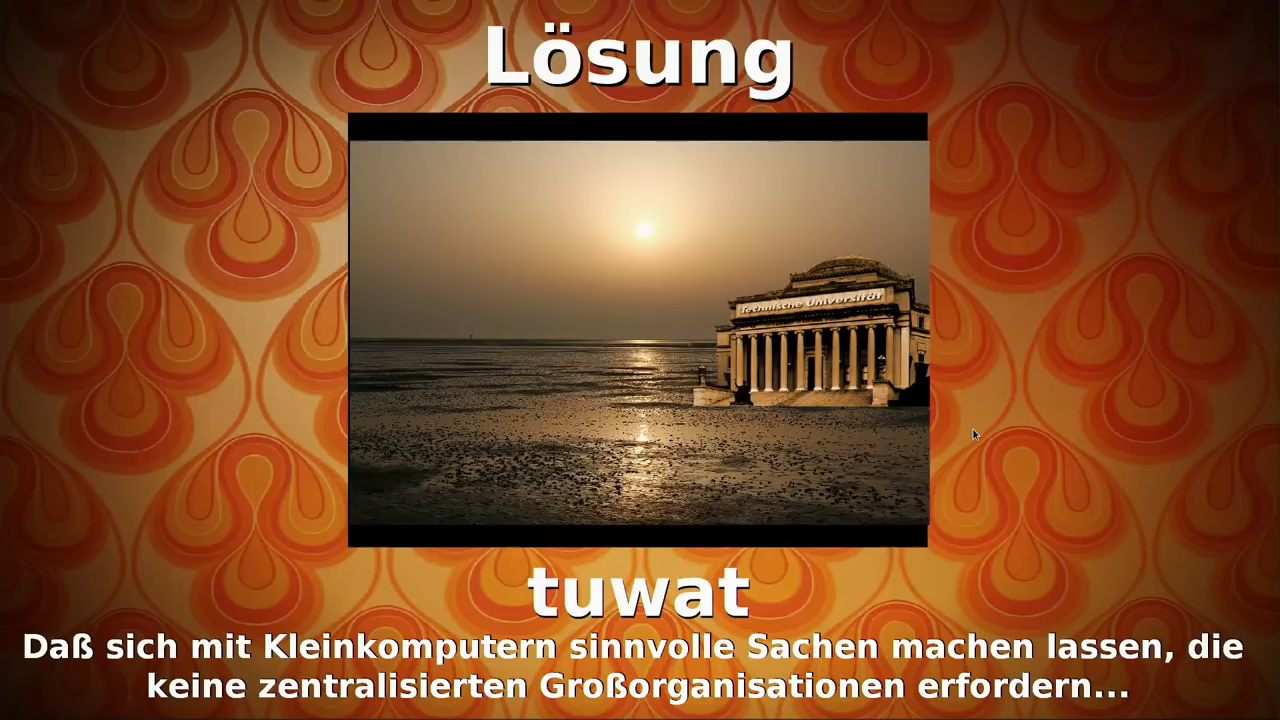 Lösung
Technische Universität
tuwat
Daß sich mit Kleinkomputern sinnvolle Sachen machen lassen, die
keine zentralisierten Großorganisationen erfordern...